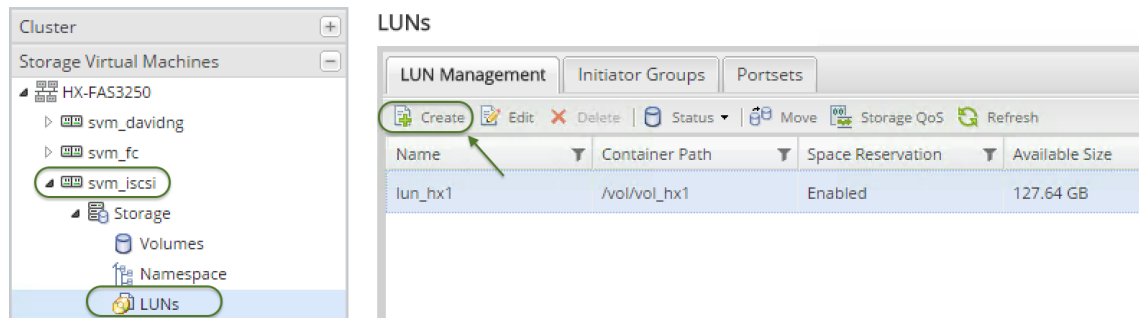 Cluster
Storage Virtual Machines
HX-FAS3250
svm_davidng
svm_fc
svm_iscsi
Storage
Volumes
Namespace
LUNs
LUNs
LUN Management Initiator Groups Portsets
Create Edit Delete Status Move Storage QoS Refresh
Name Container Path Space Reservation Available Size
lun_hx1 /vol/vol_hx1 Enabled 127.64 GB